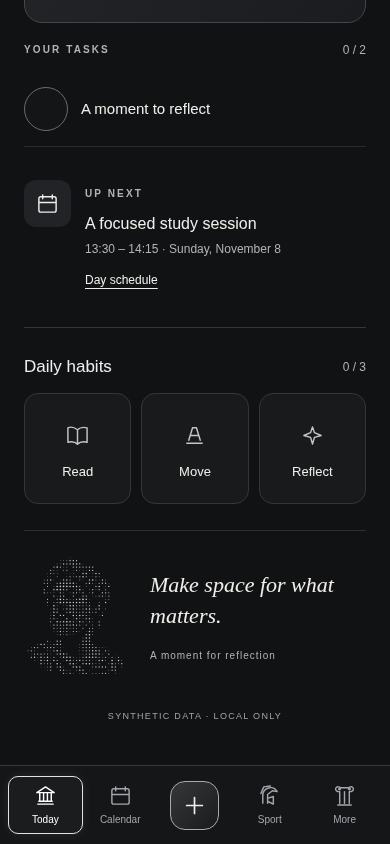 YOUR TASKS 0 / 2
A moment to reflect
UP NEXT
A focused study session
13:30 – 14:15 · Sunday, November 8
Day schedule
Daily habits 0 / 3
Read Move Reflect
Make space for what
matters.
A moment for reflection
SYNTHETIC DATA · LOCAL ONLY
Today Calendar Sport More